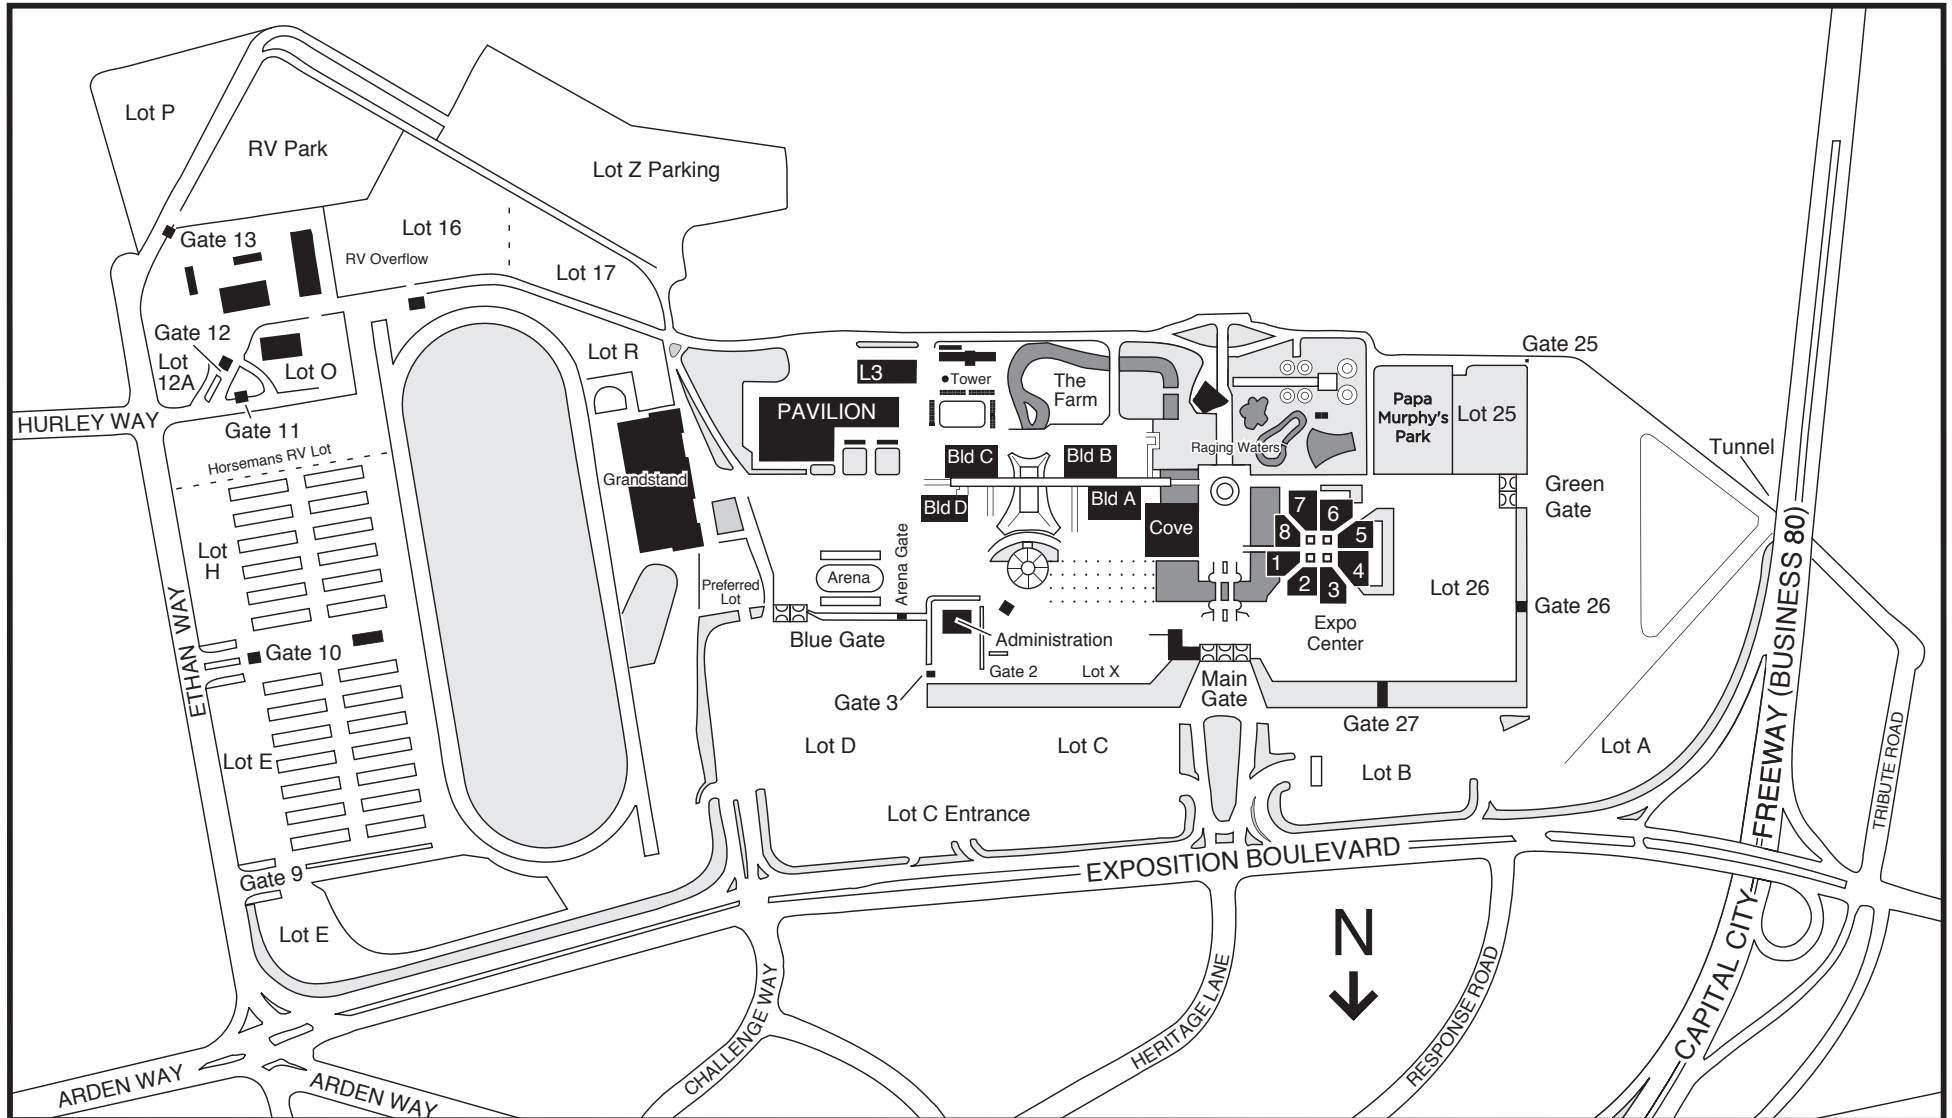 Lot P
RV Park
Lot Z Parking
Gate 13
Lot 16
RV Overflow
Lot 17
Gate 12
Lot
12A
Lot O
Lot R
Gate 25
L3
Tower
The
Farm
PAVILION
Papa
Murphy's
Park
Lot 25
HURLEY WAY
Gate 11
Horsemans RV Lot
Grandstand
Bld C
Bld B
Raging Waters
Tunnel
Green
Gate
Bld D
Bld A
Cove
7
6
8
5
1
4
2
3
Lot
H
Preferred
Lot
Arena
Arena Gate
Lot 26
Gate 26
Blue Gate
Administration
Expo
Center
ETHAN WAY
Gate 10
Gate 2
Lot X
Main
Gate
Gate 3
Gate 27
Lot E
Lot D
Lot C
Lot B
Lot A
CAPITAL CITY FREEWAY (BUSINESS 80)
TRIBUTE ROAD
Lot C Entrance
EXPOSITION BOULEVARD
Gate 9
Lot E
N
CHALLENGE WAY
HERITAGE LANE
RESPONSE ROAD
ARDEN WAY
ARDEN WAY